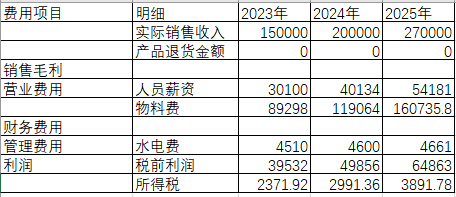 费用项目 明细 2023年 2024年 2025年
实际销售收入 150000 200000 270000
产品退货金额 0 0 0
销售毛利
营业费用 人员薪资 30100 40134 54181
物料费 89298 119064 160735.8
财务费用
管理费用 水电费 4510 4600 4661
利润 税前利润 39532 49856 64863
所得税 2371.92 2991.36 3891.78